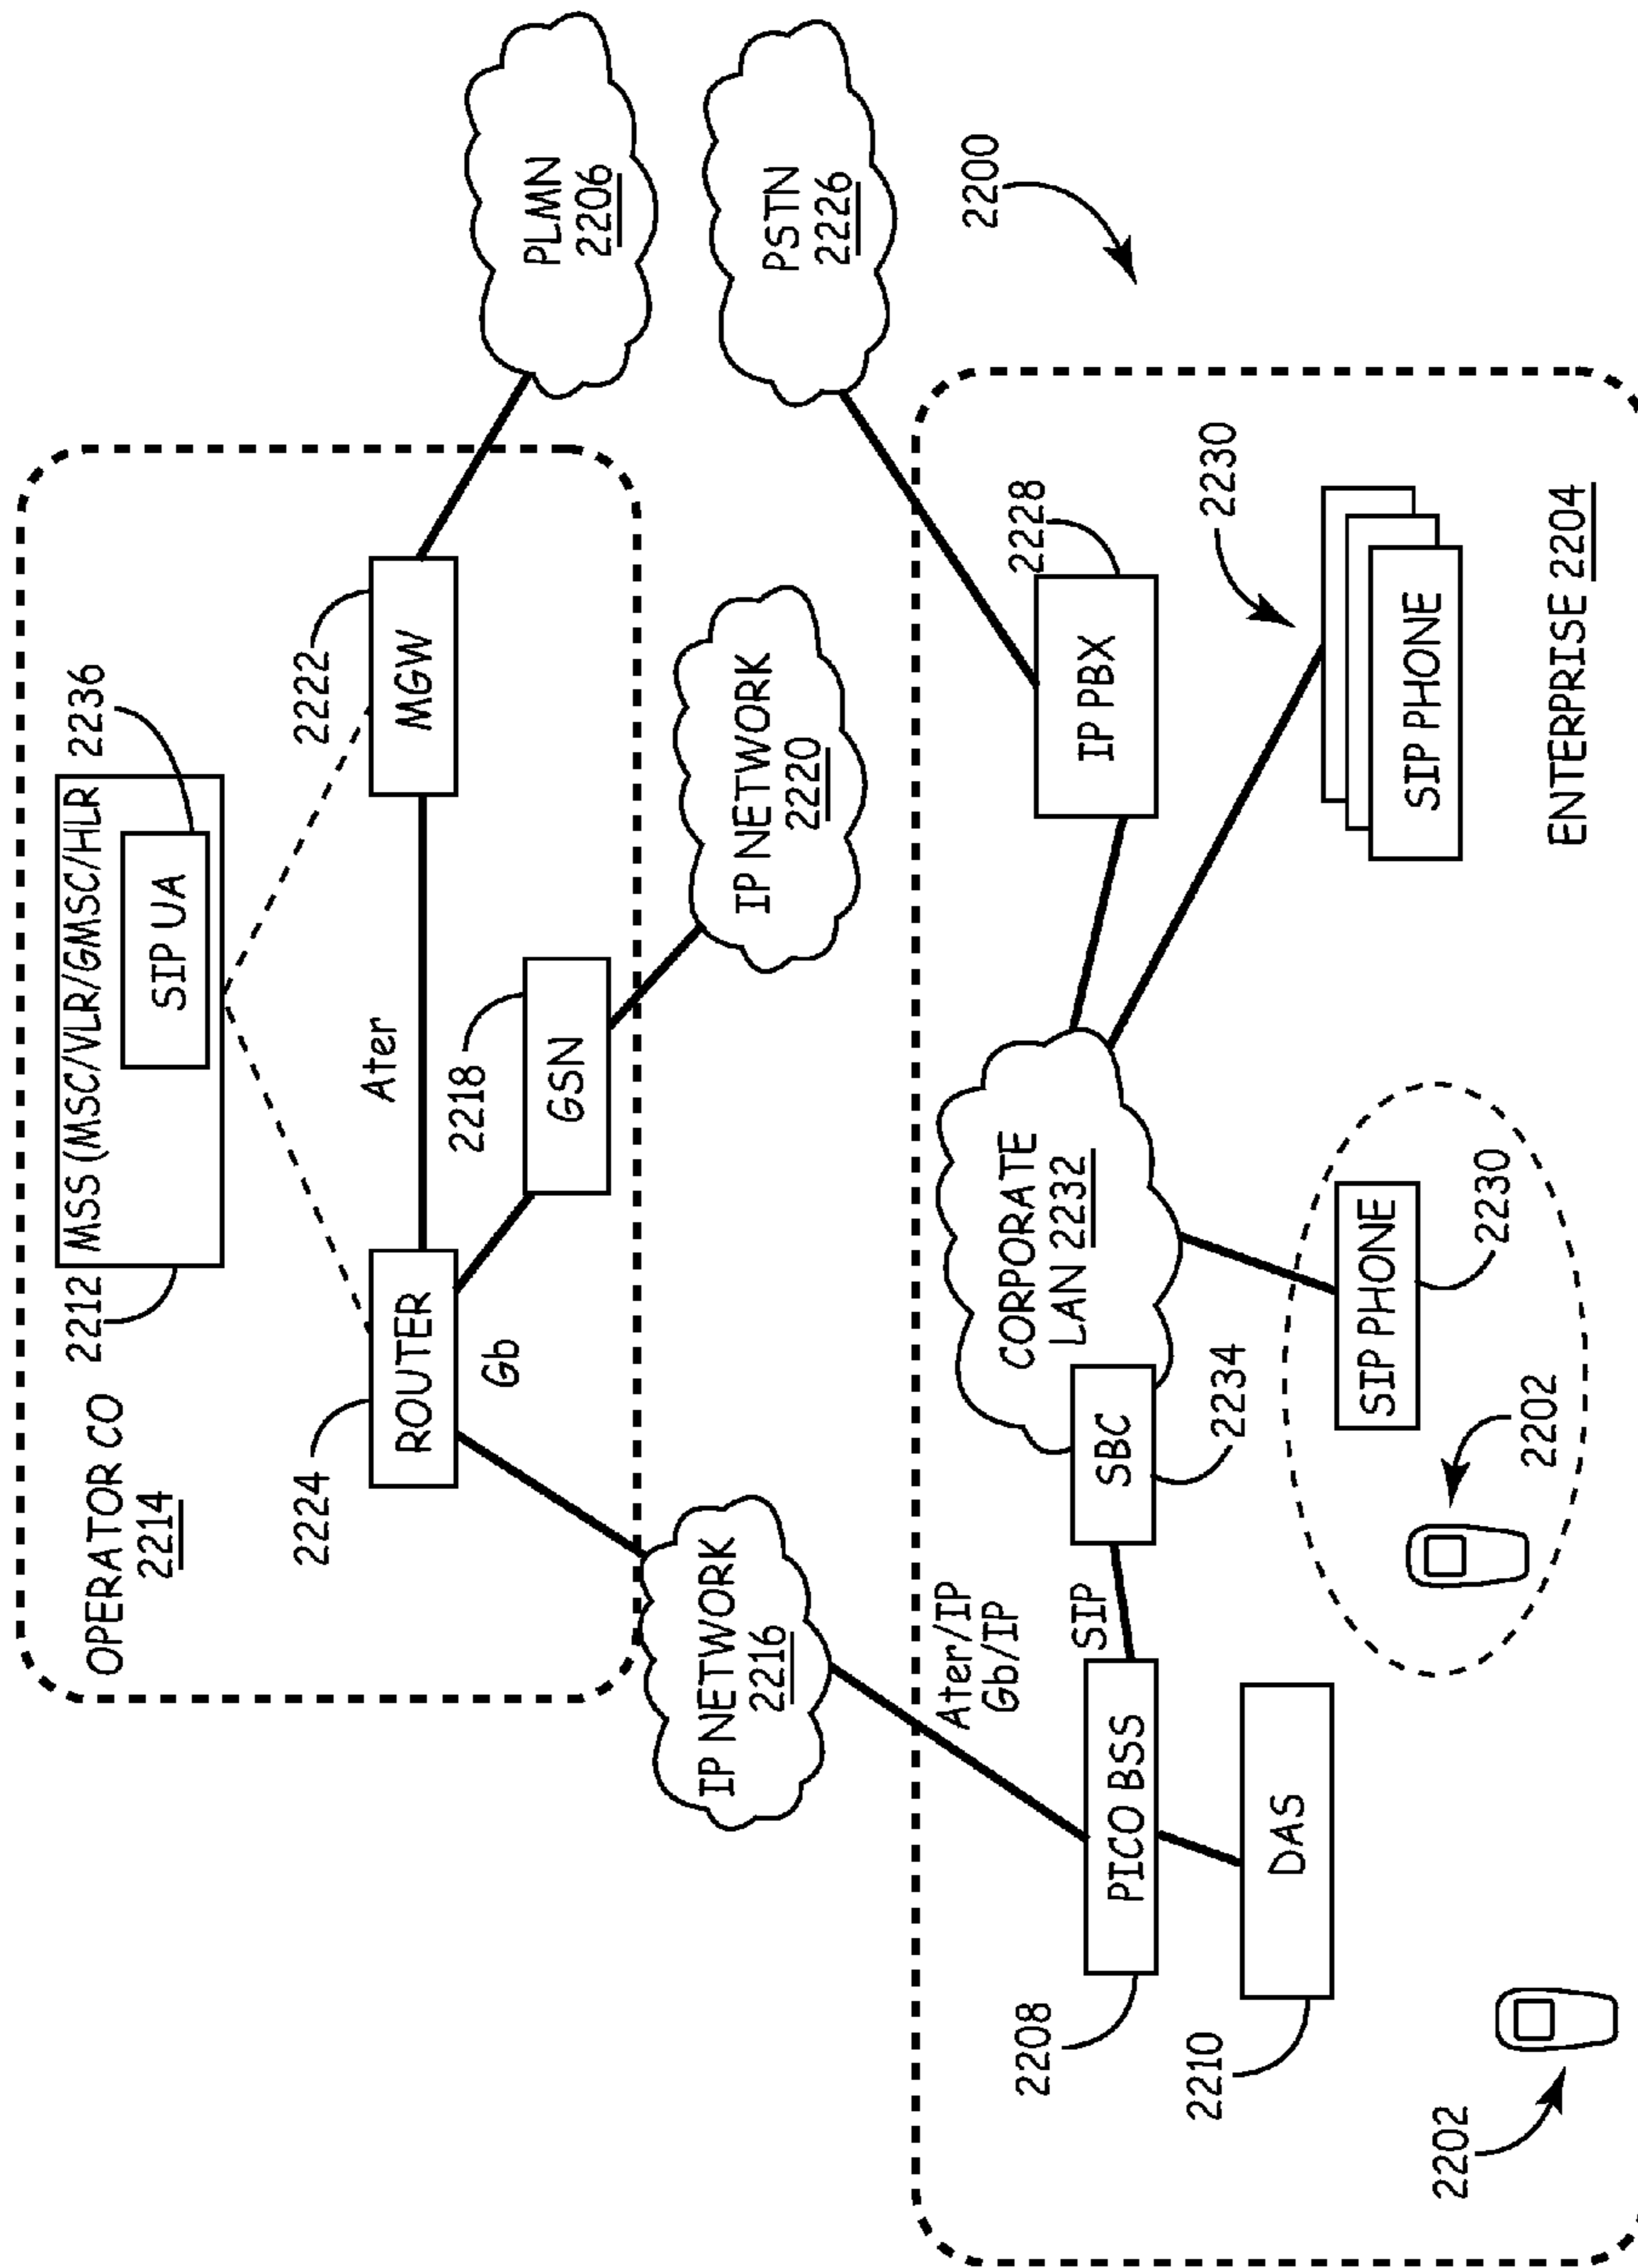 OPERATOR CO
2214
2212
MSS (MSC/VLR/GMSC/HLR
2236
SIP UA
2224
ROUTER
Ater
2222
MGW
Gb
2218
GSN
PLMN
2206
IP NETWORK
2216
IP NETWORK
2220
PSTN
2226
Ater/IP
Gb/IP
2200
2208
PICO BSS
SIP
SBC
2234
CORPORATE
LAN 2232
IP PBX
2228
2210
DAS
2230
SIP PHONE
SIP PHONE
2230
2202
2202
ENTERPRISE 2204